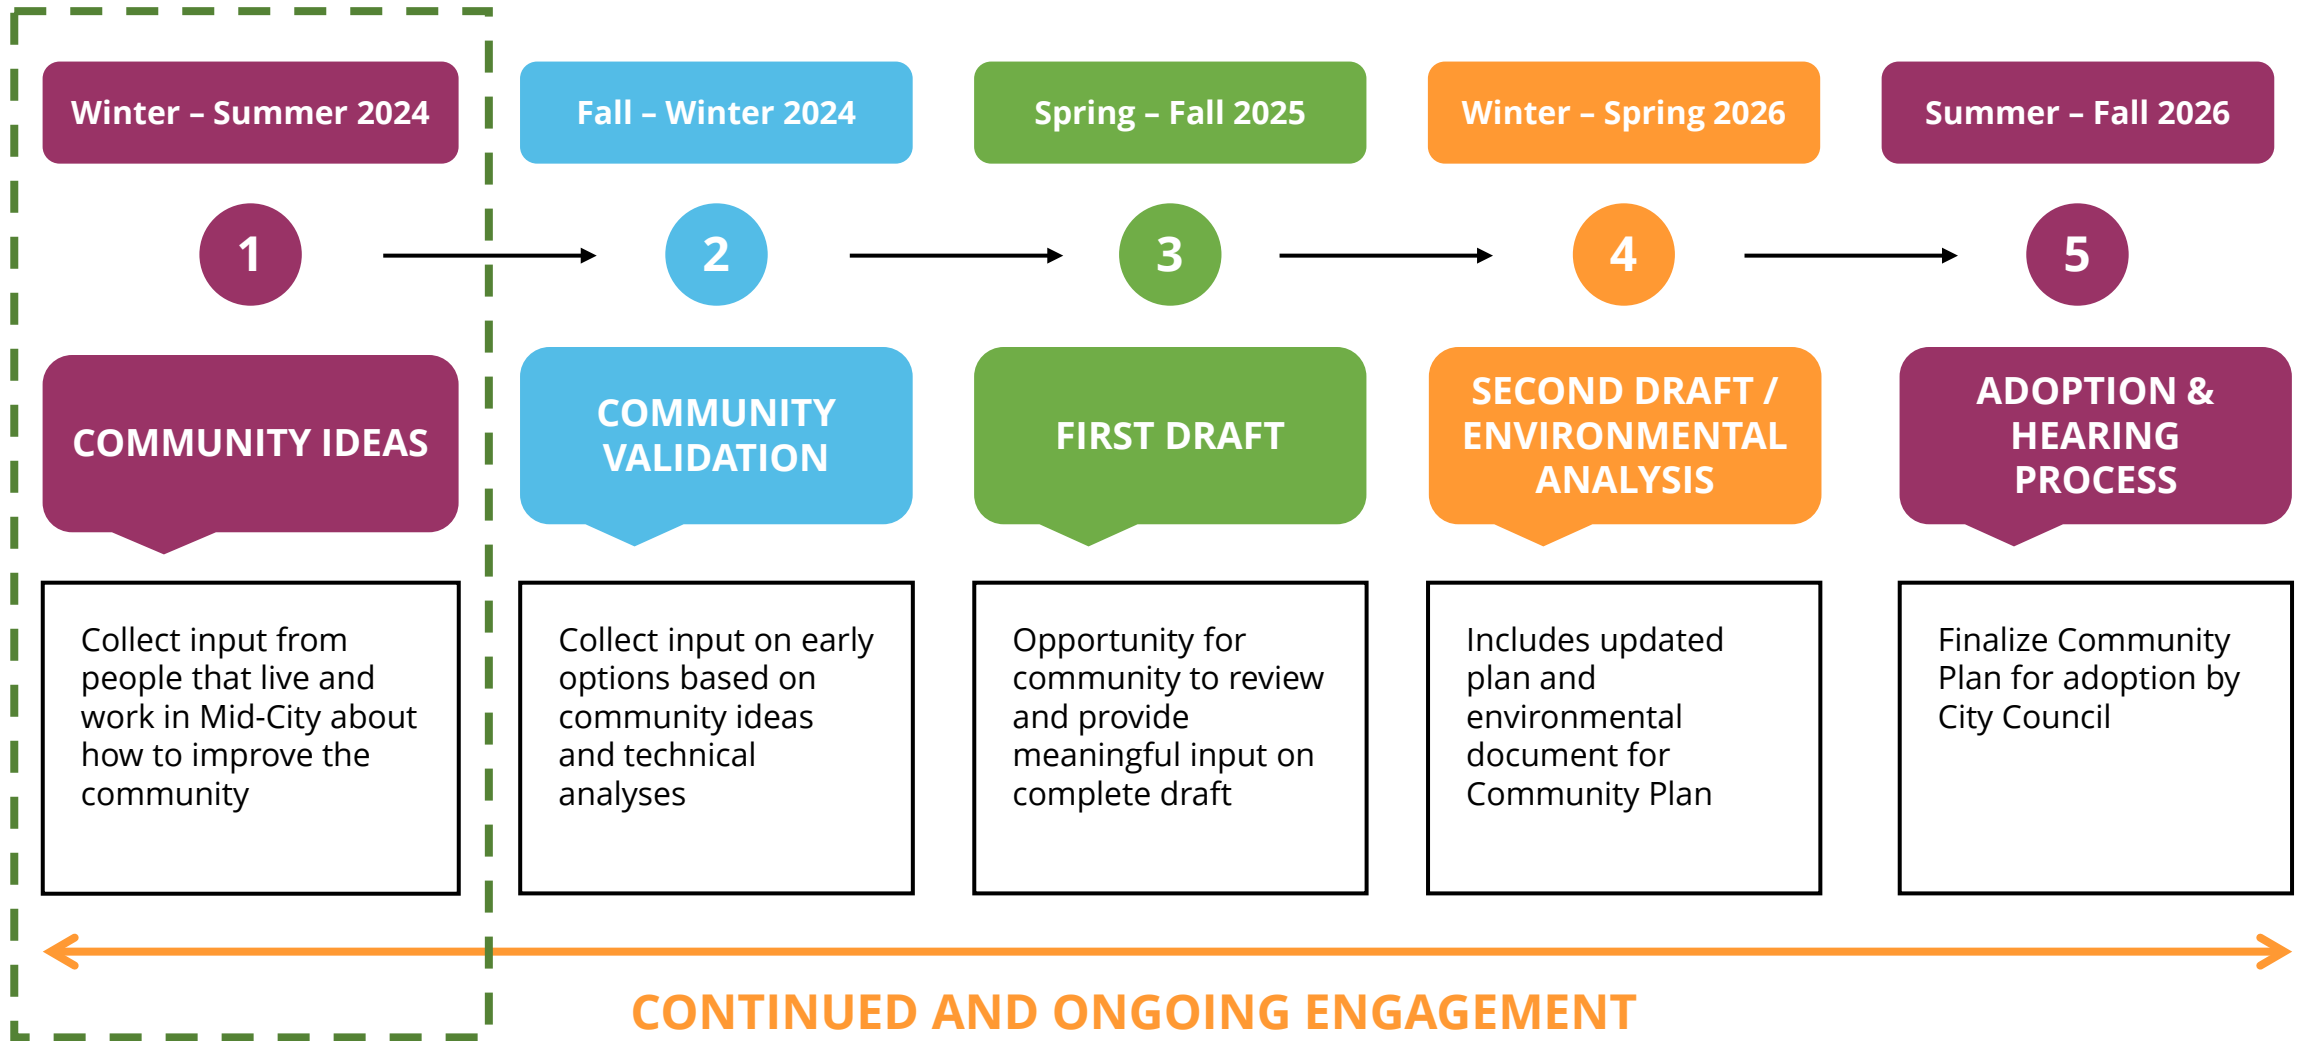 Winter – Summer 2024
Fall – Winter 2024
Spring – Fall 2025
Winter – Spring 2026
Summer – Fall 2026
1
2
3
4
5
COMMUNITY IDEAS
COMMUNITY
VALIDATION
FIRST DRAFT
SECOND DRAFT /
ENVIRONMENTAL
ANALYSIS
ADOPTION &
HEARING
PROCESS
Collect input from
people that live and
work in Mid-City about
how to improve the
community
Collect input on early
options based on
community ideas
and technical
analyses
Opportunity for
community to review
and provide
meaningful input on
complete draft
Includes updated
plan and
environmental
document for
Community Plan
Finalize Community
Plan for adoption by
City Council
CONTINUED AND ONGOING ENGAGEMENT